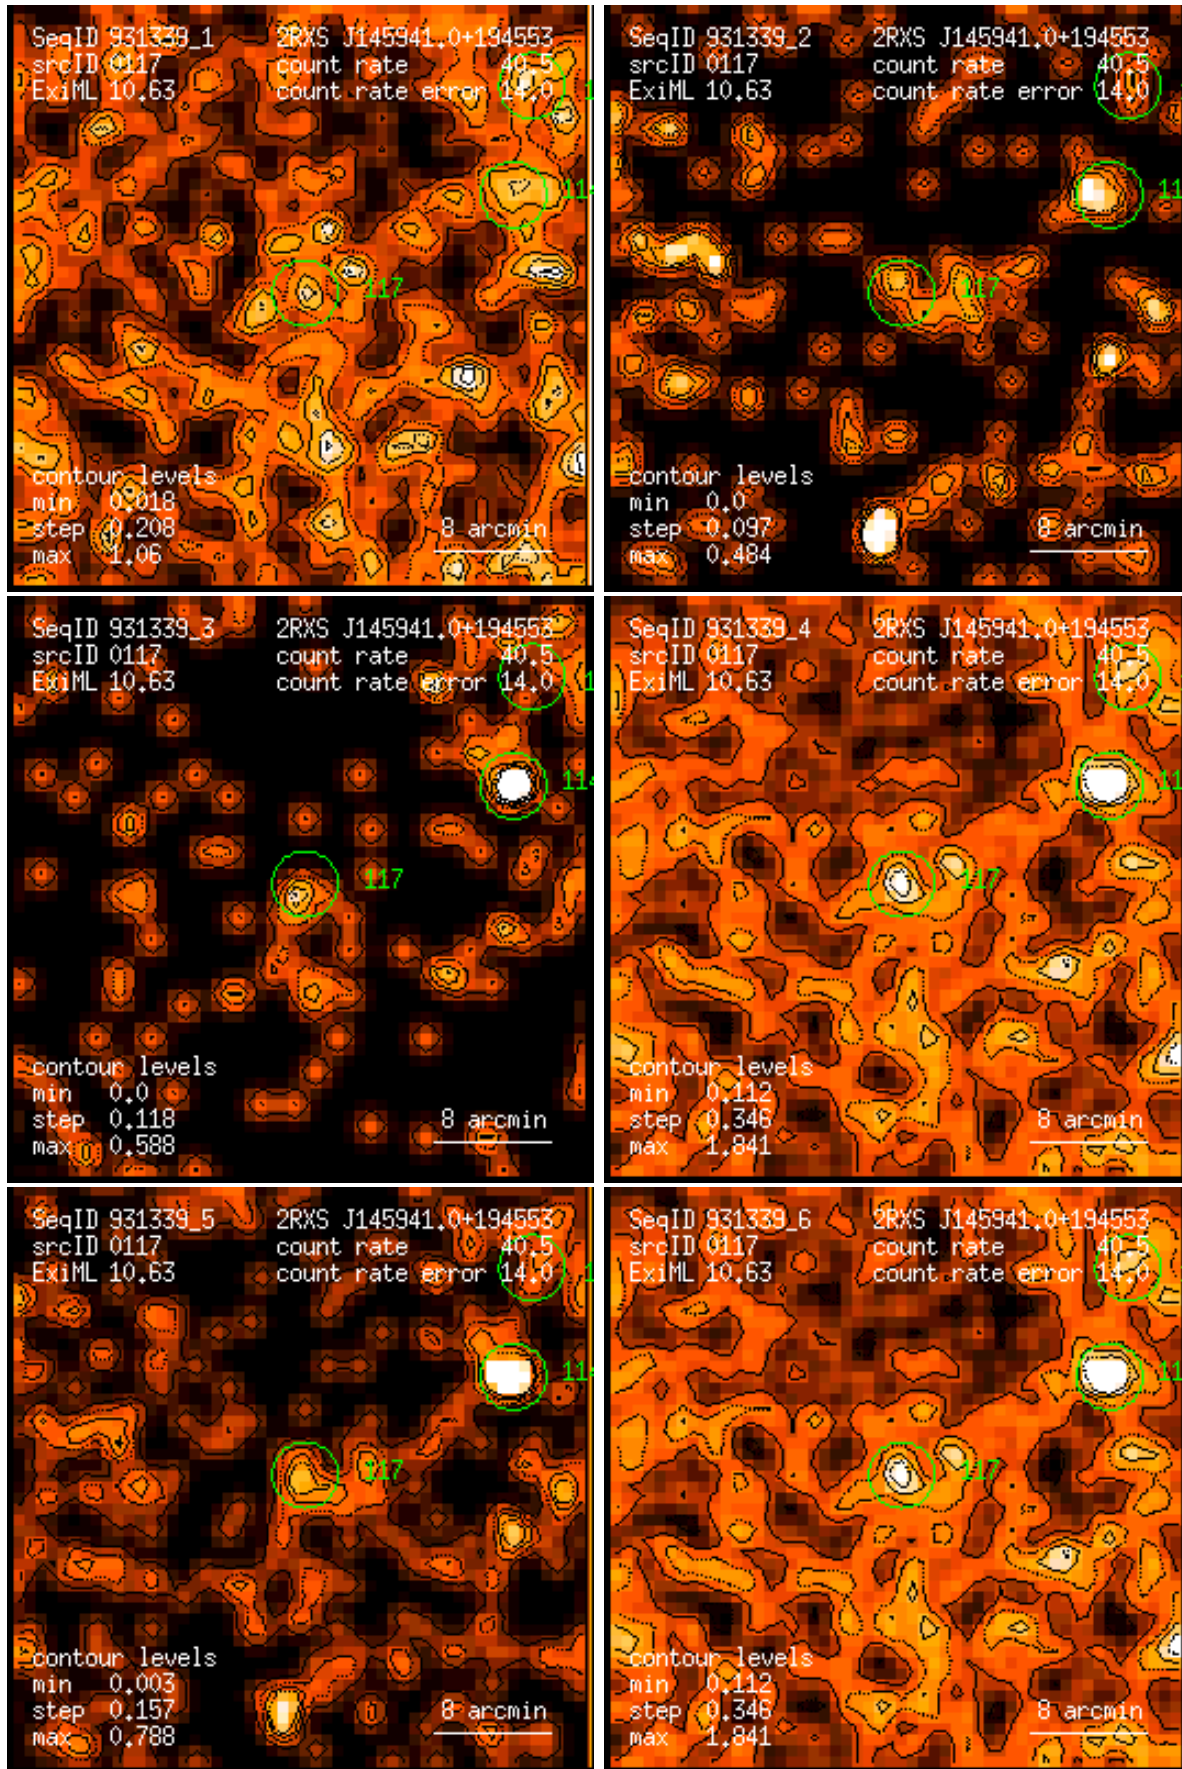 SeqID 931339_1 2RXS J145941.0+194553
srcID 0117 count rate 40.5
ExiML 10.63 count rate error 14.0
1
114
117
contour levels
min 0.018
step 0.208
max 1.06
8 arcmin
SeqID 931339_2 2RXS J145941.0+194553
srcID 0117 count rate 40.5
ExiML 10.63 count rate error 14.0
11
117
contour levels
min 0.0
step 0.097
max 0.484
8 arcmin
SeqID 931339_3 2RXS J145941.0+194553
srcID 0117 count rate 40.5
ExiML 10.63 count rate error 14.0
1
114
117
contour levels
min 0.0
step 0.118
max 0.588
8 arcmin
SeqID 931339_4 2RXS J145941.0+194553
srcID 0117 count rate 40.5
ExiML 10.63 count rate error 14.0
11
117
contour levels
min 0.112
step 0.346
max 1.841
8 arcmin
SeqID 931339_5 2RXS J145941.0+194553
srcID 0117 count rate 40.5
ExiML 10.63 count rate error 14.0
1
114
117
contour levels
min 0.003
step 0.157
max 0.788
8 arcmin
SeqID 931339_6 2RXS J145941.0+194553
srcID 0117 count rate 40.5
ExiML 10.63 count rate error 14.0
11
117
contour levels
min 0.112
step 0.346
max 1.841
8 arcmin